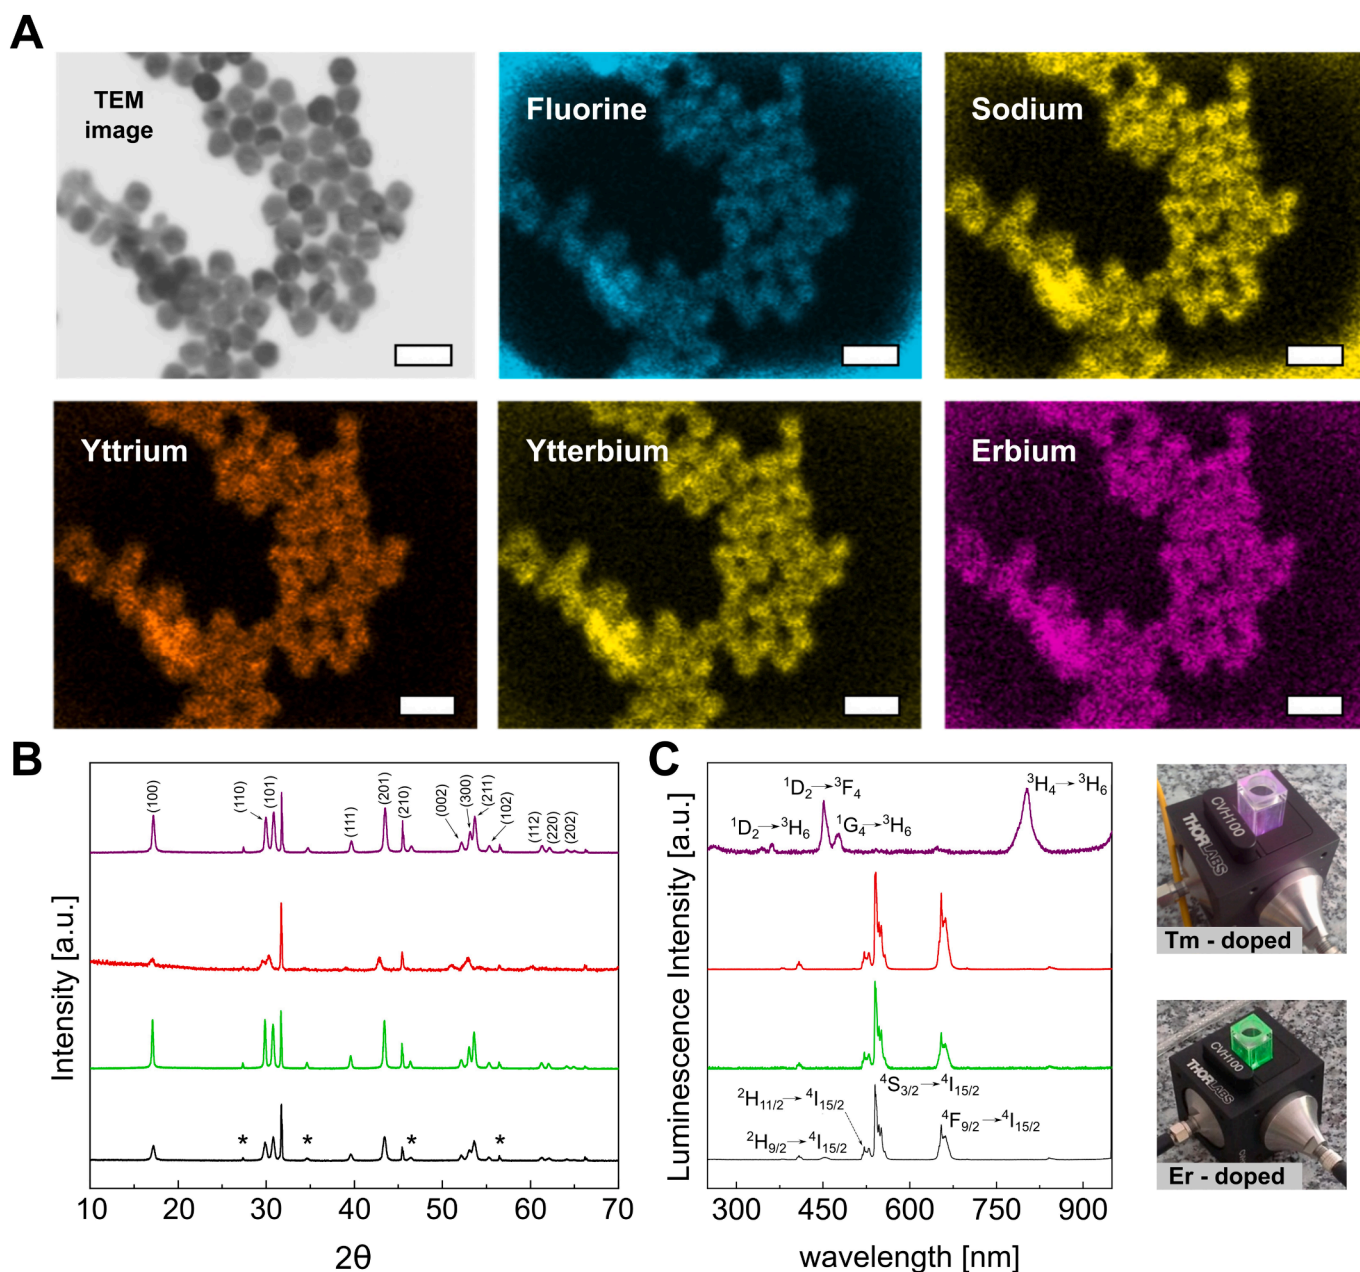 A
TEM
image
Fluorine
Sodium
Yttrium
Ytterbium
Erbium
B
Intensity [a.u.]
(100)
(110)
(101)
(111)
(201)
(210)
(002)
(300)
(211)
(102)
(112)
(220)
(202)
* * * *
10 20 30 40 50 60 70
2θ
C
Luminescence Intensity [a.u.]
¹D₂→³F₄
³H₄→³H₆
¹D₂→³H₆
¹G₄→³H₆
⁴S₃/₂→⁴I₁₅/₂
²H₁₁/₂→⁴I₁₅/₂
⁴F₉/₂→⁴I₁₅/₂
²H₉/₂→⁴I₁₅/₂
300 450 600 750 900
wavelength [nm]
CVH100
THORLABS
Tm - doped
CVH100
THORLABS
Er - doped